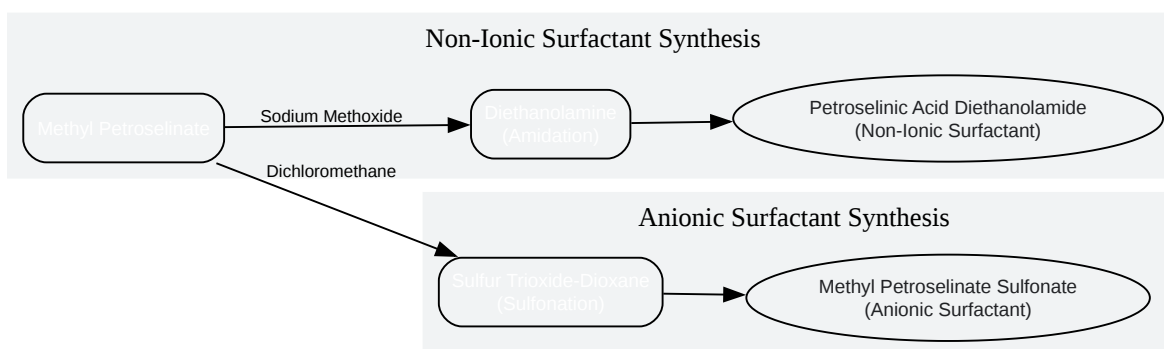 Non-Ionic Surfactant Synthesis
Methyl Petroselinate
Sodium Methoxide
Diethanolamine
(Amidation)
Petroselinic Acid Diethanolamide
(Non-Ionic Surfactant)
Dichloromethane
Anionic Surfactant Synthesis
Sulfur Trioxide-Dioxane
(Sulfonation)
Methyl Petroselinate Sulfonate
(Anionic Surfactant)